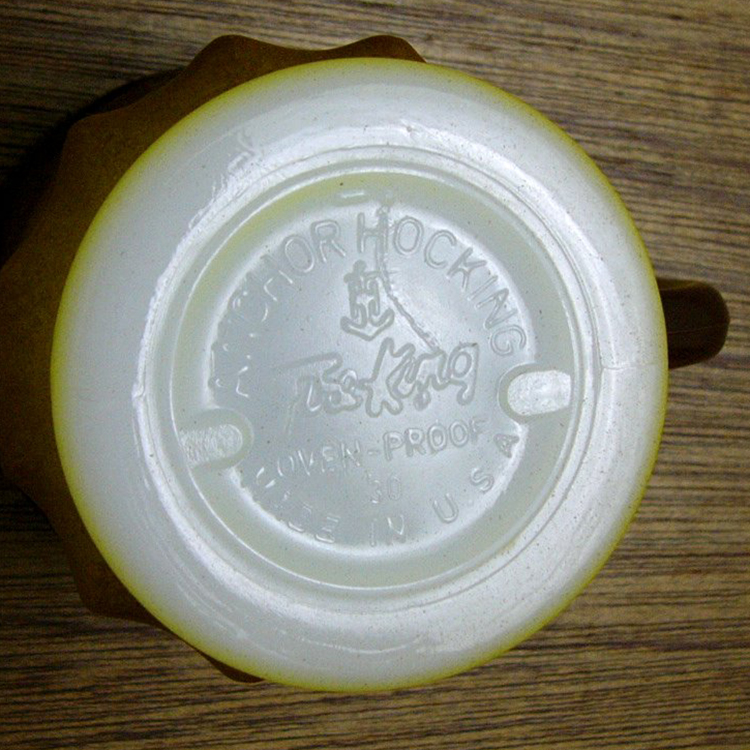 ANCHOR HOCKING
Fire-King
OVEN-PROOF
30
MADE IN U.S.A